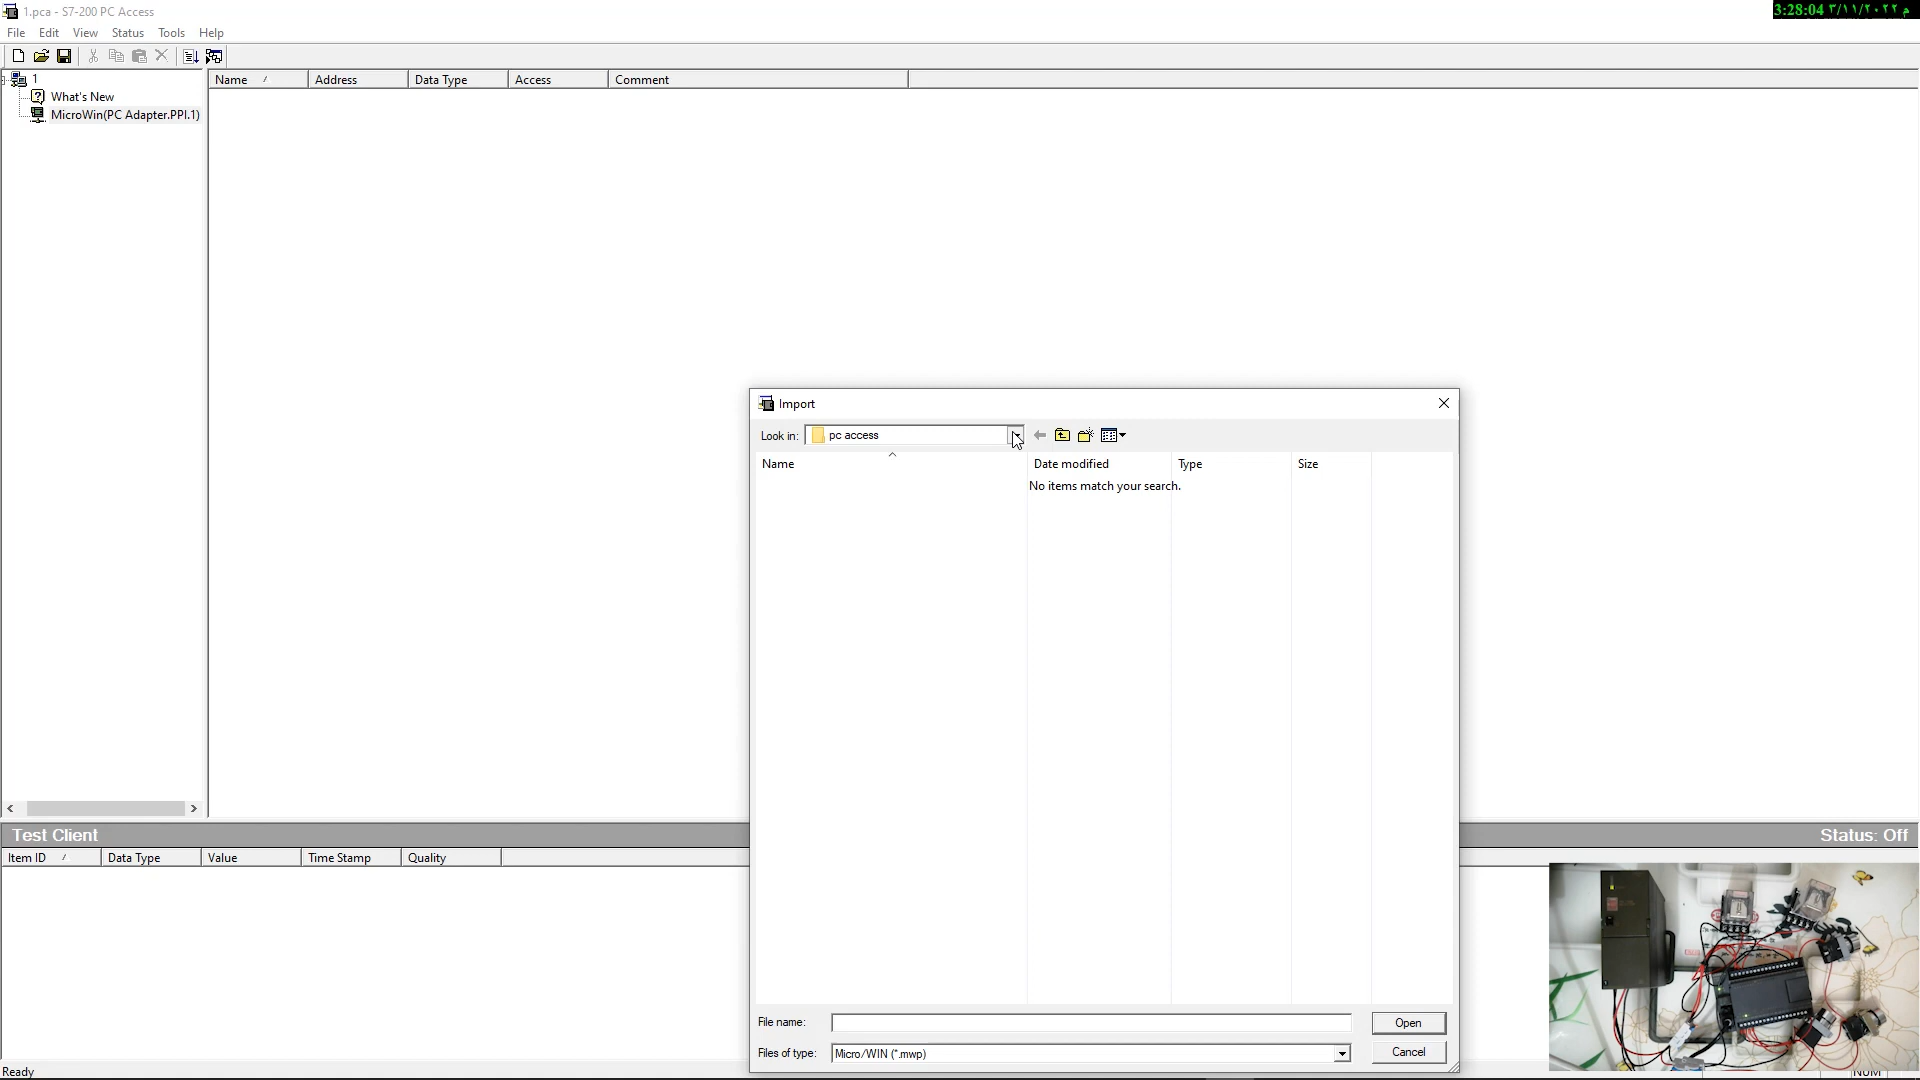 1.pca - S7-200 PC Access
3:28:04 ٣/١١/٢٠٢٢ م
File Edit View Status Tools Help
1
What's New
MicroWin(PC Adapter.PPI.1)
Name Address Data Type Access Comment
Import
Look in: pc access
Name Date modified Type Size
No items match your search.
File name: Open
Files of type: Micro/WIN (*.mwp) Cancel
Test Client Status: Off
Item ID Data Type Value Time Stamp Quality
Ready NUM